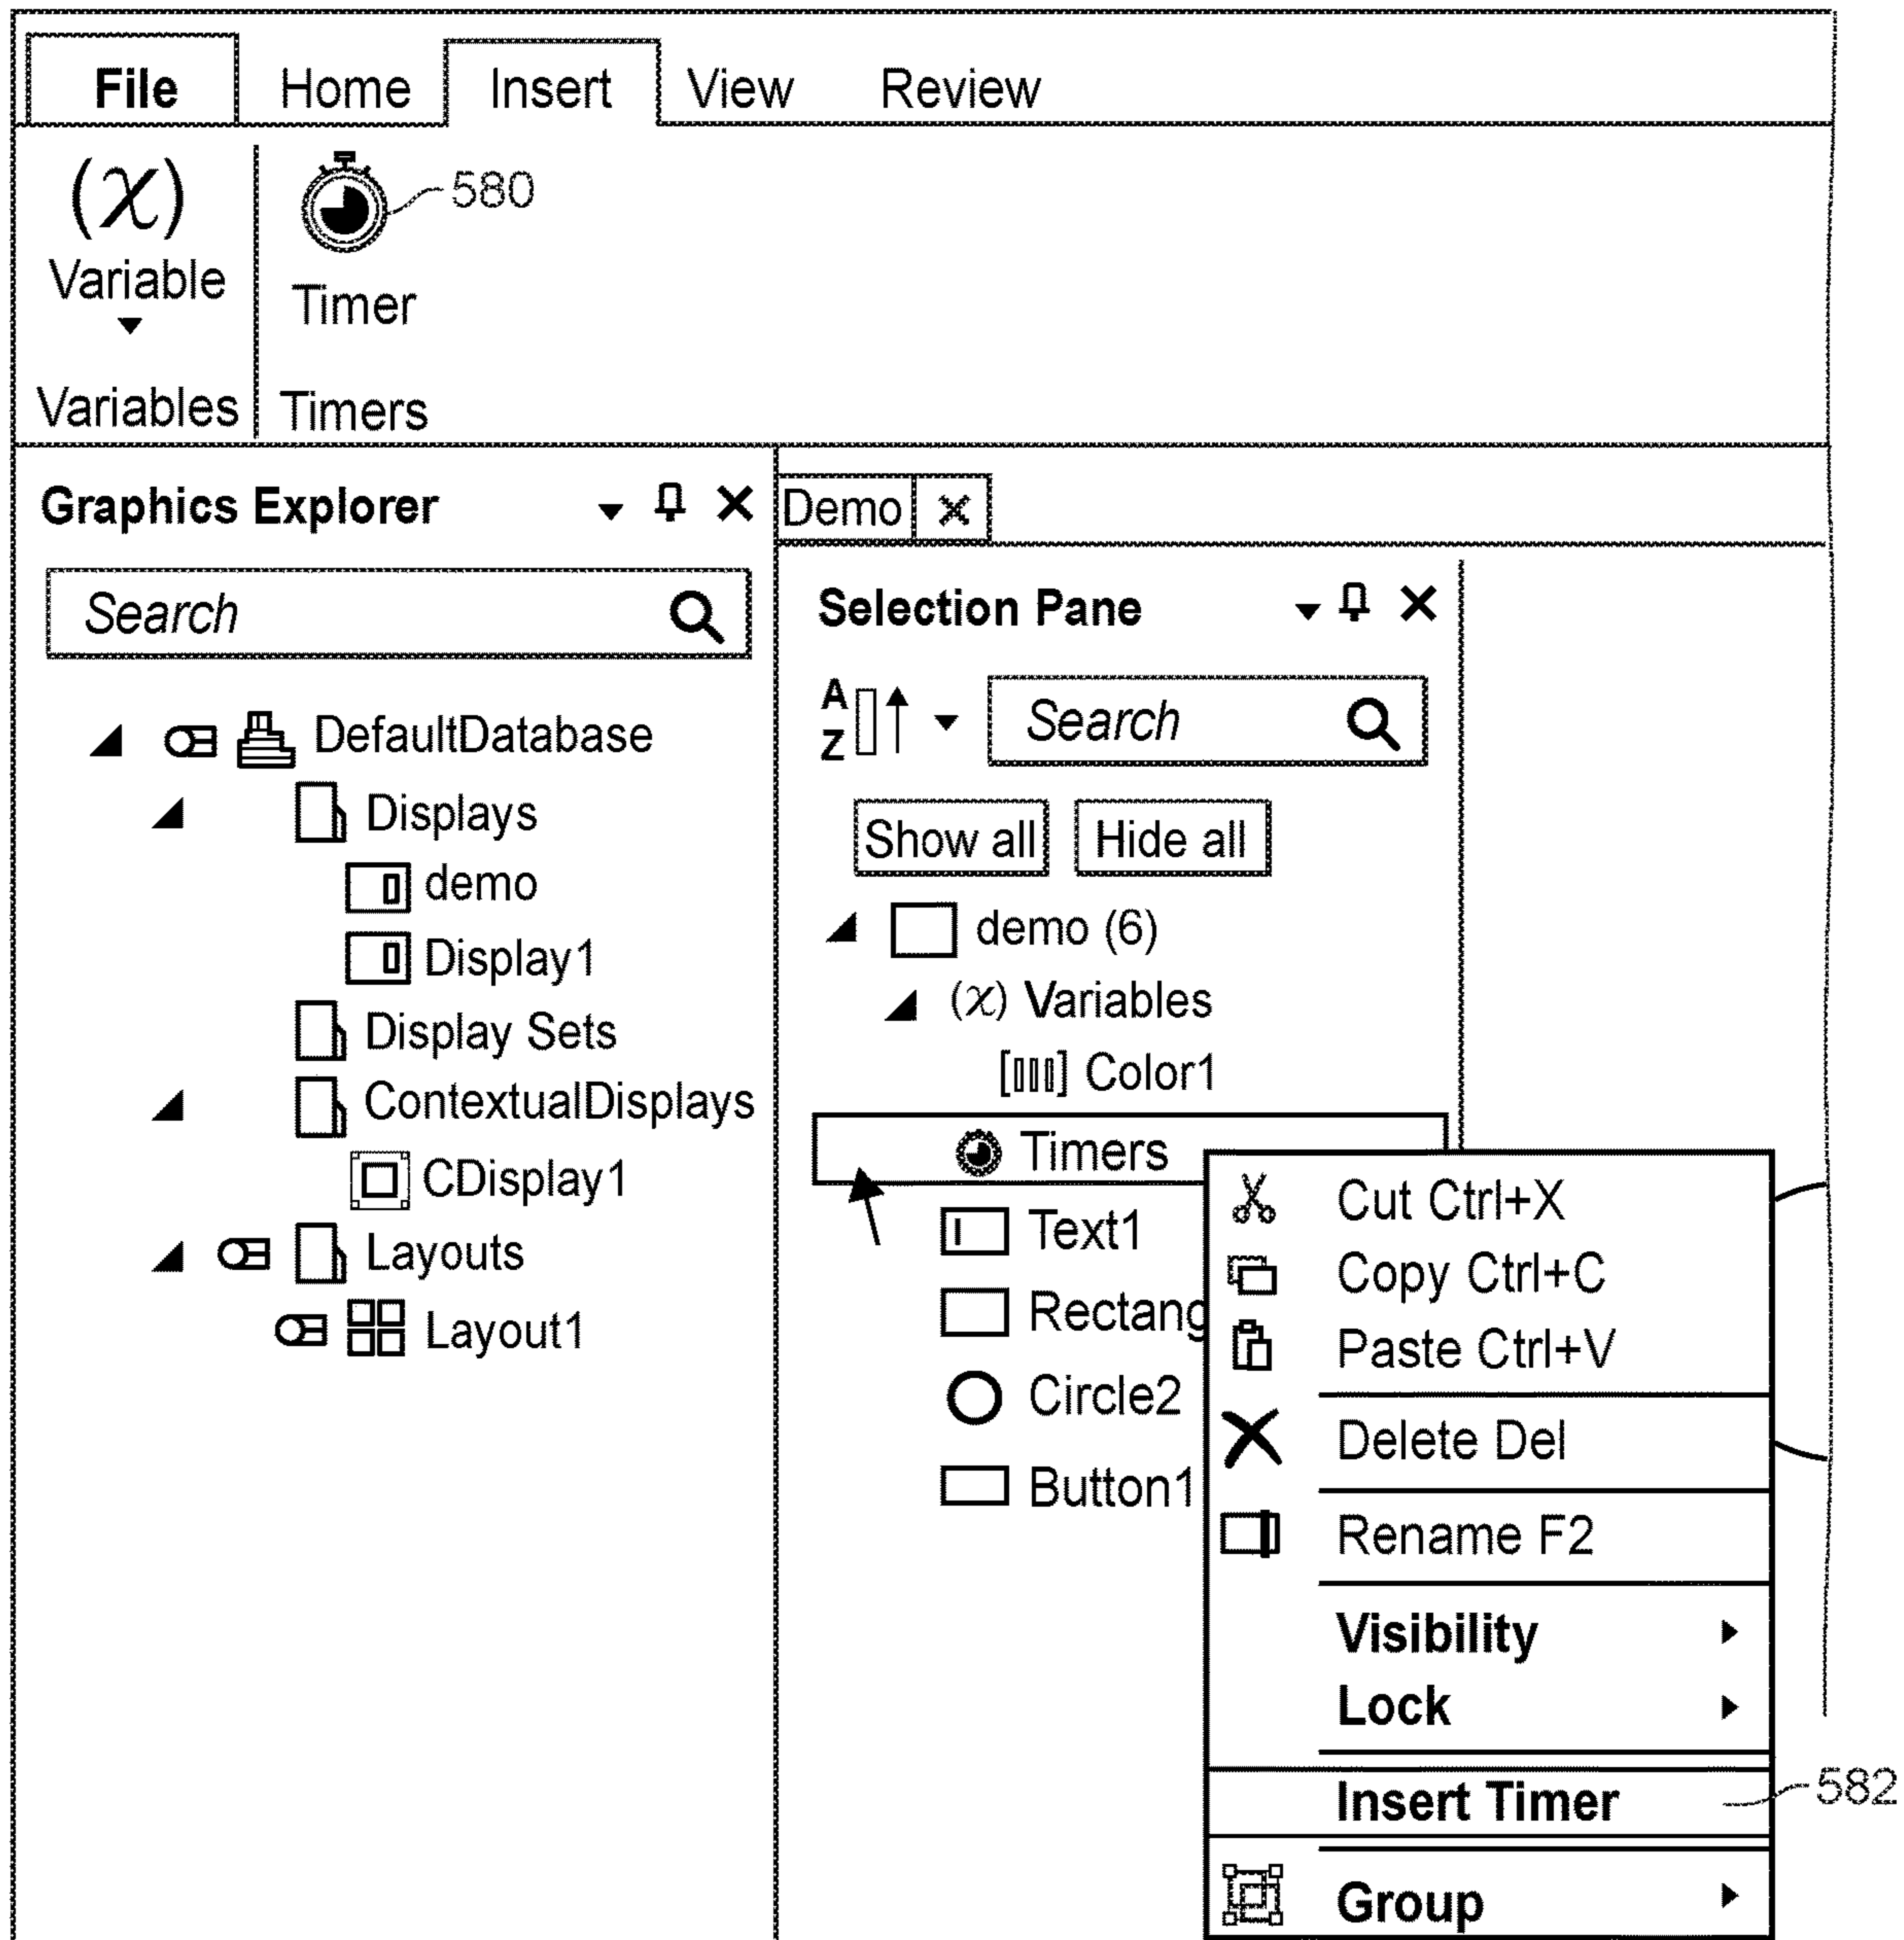 File Home Insert View Review
(χ)
580
Variable
Timer
Variables Timers
Graphics Explorer
Search
DefaultDatabase
Displays
demo
Display1
Display Sets
ContextualDisplays
CDisplay1
Layouts
Layout1
Demo
Selection Pane
A
Z
Search
Show all Hide all
demo (6)
(χ) Variables
Color1
Timers
Text1
Rectang
Circle2
Button1
Cut Ctrl+X
Copy Ctrl+C
Paste Ctrl+V
Delete Del
Rename F2
Visibility
Lock
Insert Timer
582
Group